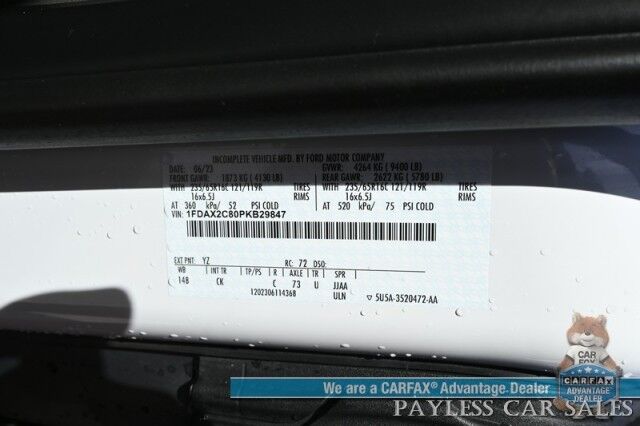 INCOMPLETE VEHICLE MFD. BY FORD MOTOR COMPANY
DATE: 06/23 GVWR: 4264 KG ( 9400 LB)
FRONT GAWR: 1873 KG ( 4130 LB) REAR GAWR: 2622 KG ( 5780 LB)
WITH 235/65R16C 121/119R TIRES WITH 235/65R16C 121/119R TIRES
16x6.5J RIMS 16x6.5J RIMS
AT 360 kPa/ 52 PSI COLD AT 520 kPa/ 75 PSI COLD
VIN: 1FDAX2C80PKB29847
EXT PNT: YZ RC: 72 DSO:
WB INT TR TP/PS R AXLE TR SPR
148 CK C 73 U JJAA
1202306114368 ULN ▽ 5U5A-3520472-AA
CAR
FOX
CARFAX
ADVANTAGE
DEALER
We are a CARFAX® Advantage Dealer
PAYLESS CAR SALES